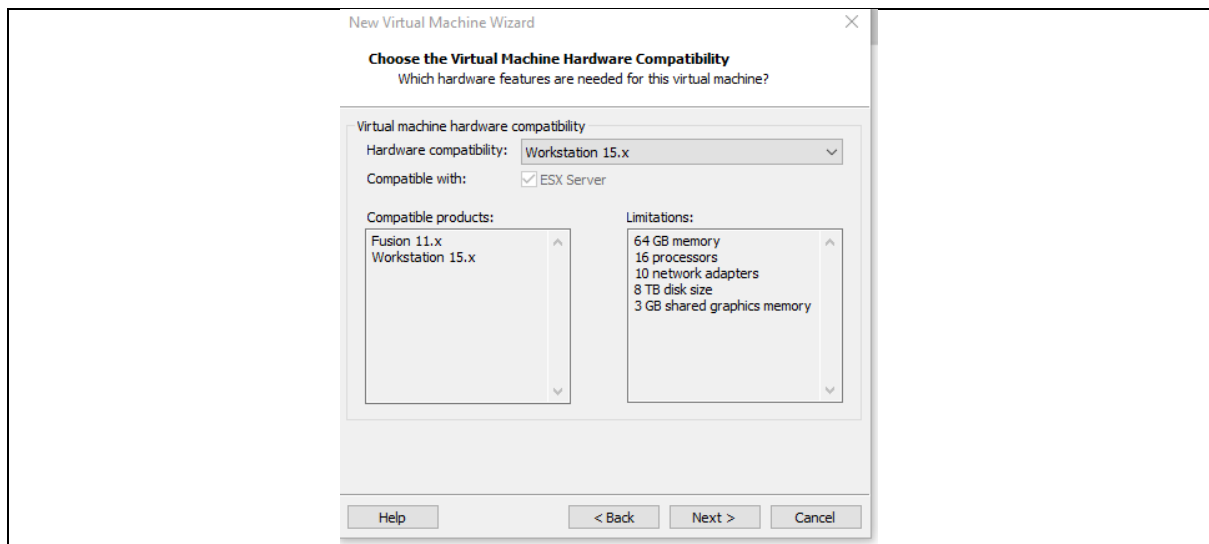 New Virtual Machine Wizard
Choose the Virtual Machine Hardware Compatibility
Which hardware features are needed for this virtual machine?
Virtual machine hardware compatibility
Hardware compatibility: Workstation 15.x
Compatible with: ESX Server
Compatible products:
Fusion 11.x
Workstation 15.x
Limitations:
64 GB memory
16 processors
10 network adapters
8 TB disk size
3 GB shared graphics memory
Help < Back Next > Cancel